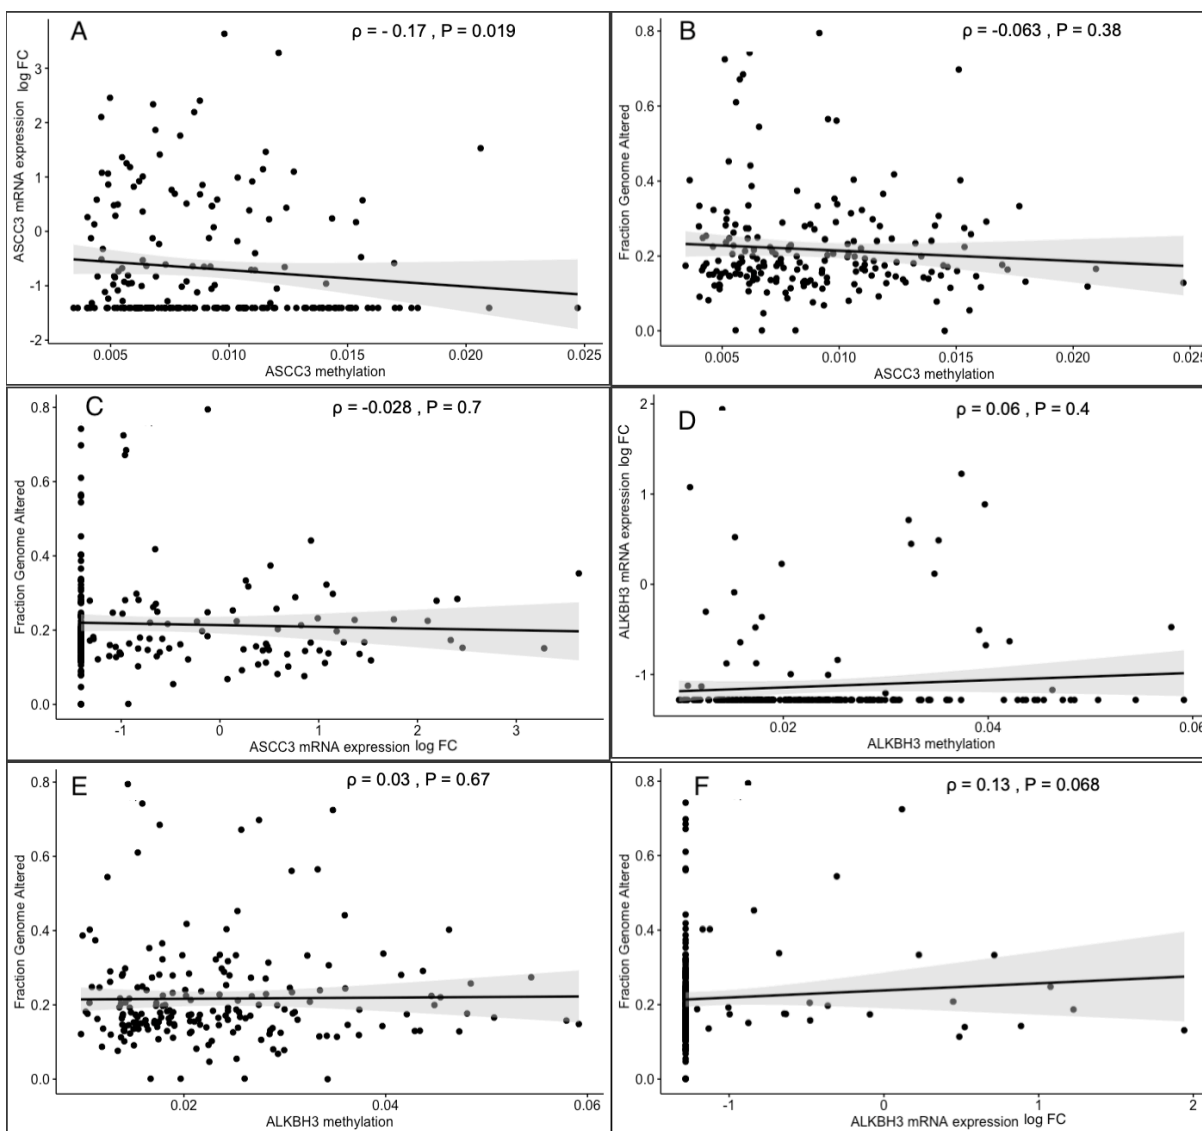 A
ρ = - 0.17 , P = 0.019
ASCC3 mRNA expression log FC
3
2
1
0
-1
-2
0.005 0.010 0.015 0.020 0.025
ASCC3 methylation
B
ρ = -0.063 , P = 0.38
Fraction Genome Altered
0.8
0.6
0.4
0.2
0.0
0.005 0.010 0.015 0.020 0.025
ASCC3 methylation
C
ρ = -0.028 , P = 0.7
Fraction Genome Altered
0.8
0.6
0.4
0.2
0.0
-1 0 1 2 3
ASCC3 mRNA expression log FC
D
ρ = 0.06 , P = 0.4
ALKBH3 mRNA expression log FC
2
1
0
-1
0.02 0.04 0.06
ALKBH3 methylation
E
ρ = 0.03 , P = 0.67
Fraction Genome Altered
0.8
0.6
0.4
0.2
0.0
0.02 0.04 0.06
ALKBH3 methylation
F
ρ = 0.13 , P = 0.068
Fraction Genome Altered
0.8
0.6
0.4
0.2
0.0
-1 0 1 2
ALKBH3 mRNA expression log FC